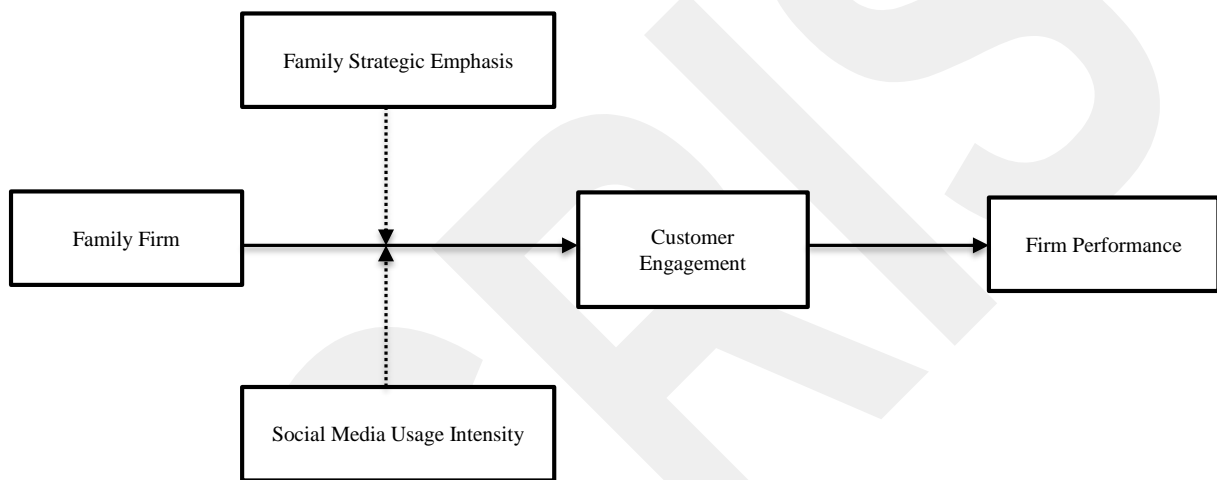 Family Strategic Emphasis
Family Firm
Customer
Engagement
Firm Performance
Social Media Usage Intensity